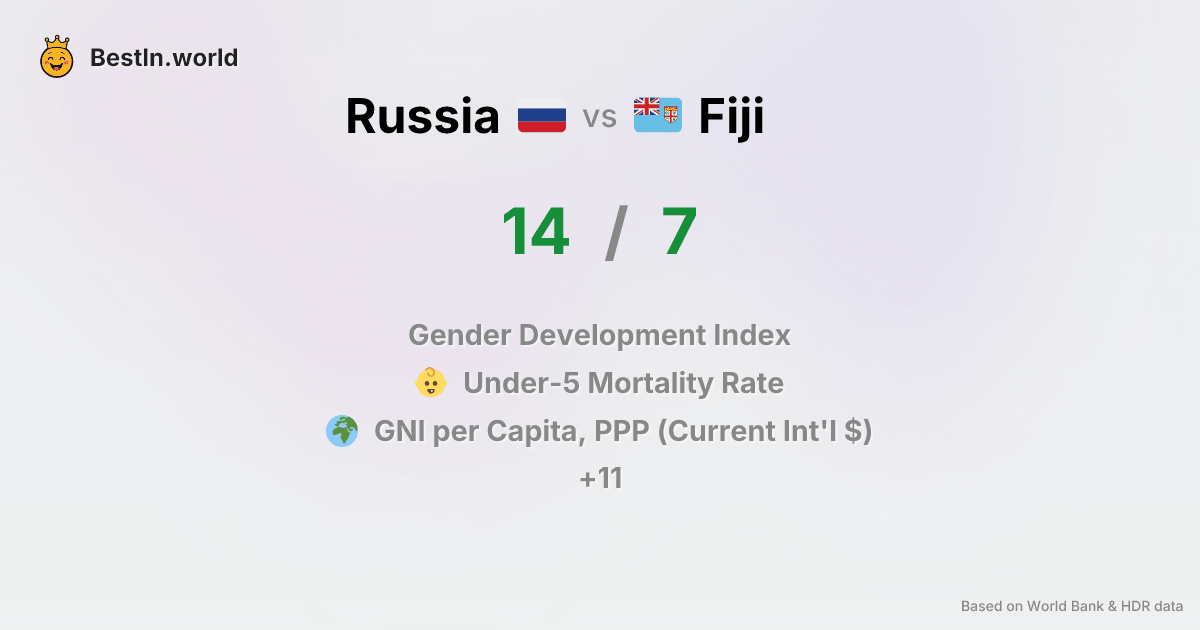 BestIn.world
Russia vs Fiji
14 / 7
Gender Development Index
Under-5 Mortality Rate
GNI per Capita, PPP (Current Int'l $)
+11
Based on World Bank & HDR data